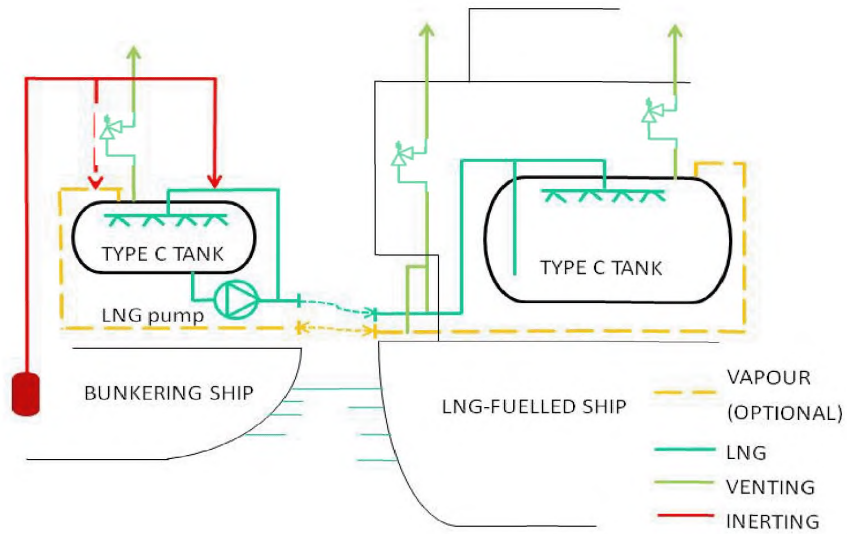 TYPE C TANK
TYPE C TANK
LNG pump
BUNKERING SHIP
LNG-FUELLED SHIP
VAPOUR
(OPTIONAL)
LNG
VENTING
INERTING